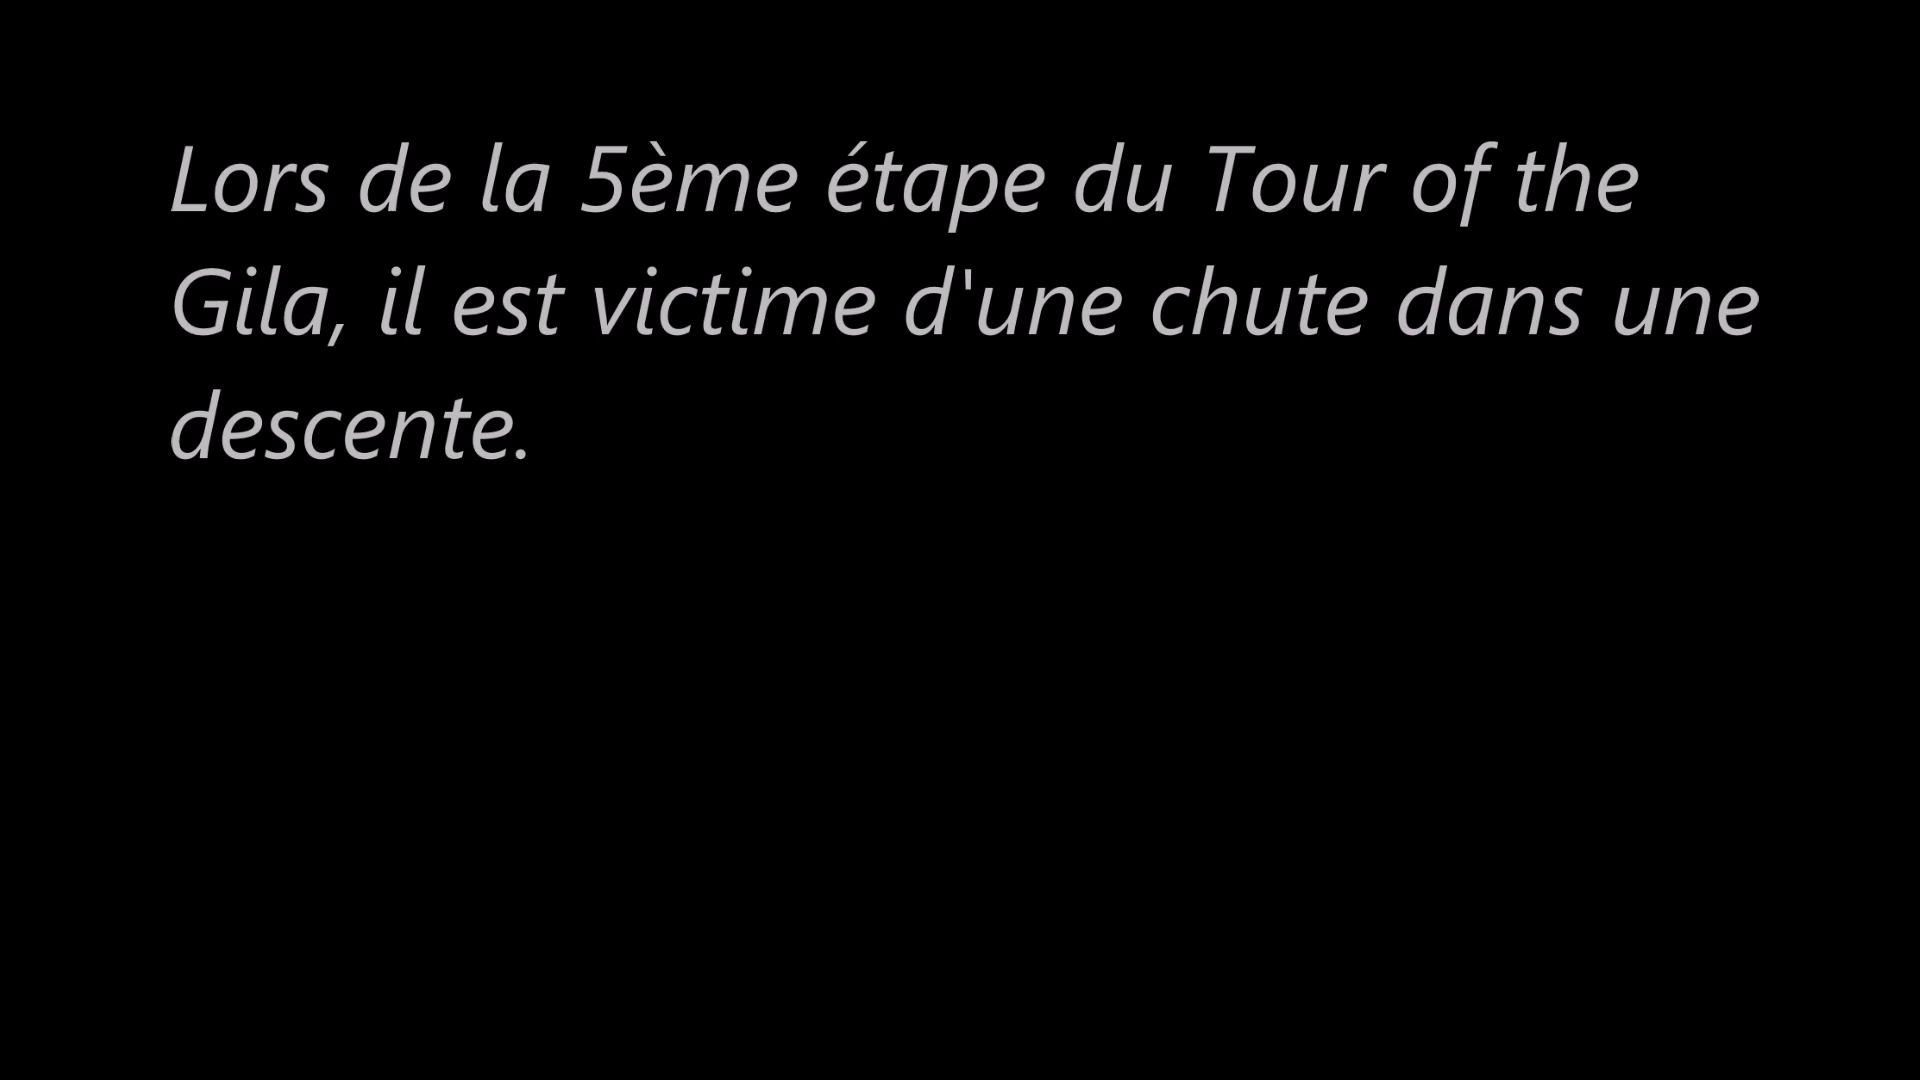 Lors de la 5ème étape du Tour of the
Gila, il est victime d'une chute dans une
descente.